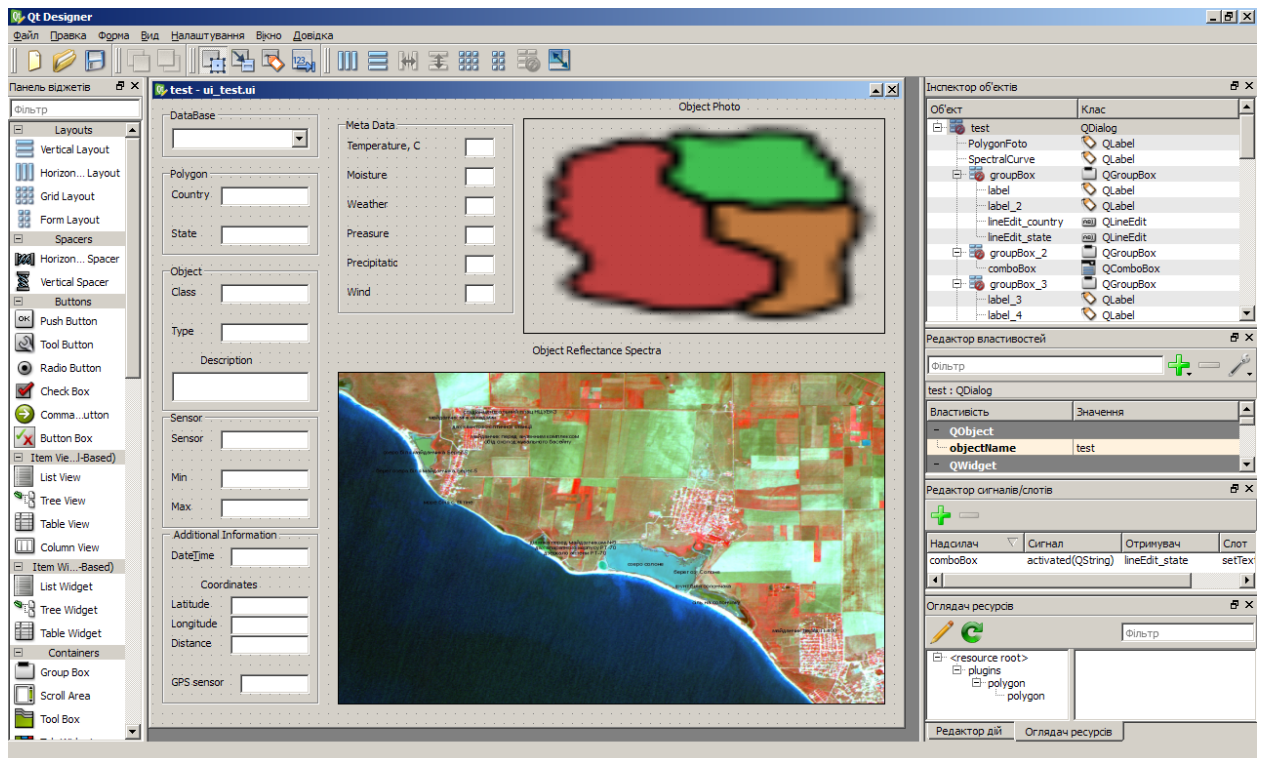 Qt Designer
Файл Правка Форма Вид Налаштування Вікно Довідка
Панель віджетів
Фільтр
Layouts
Vertical Layout
Horizon... Layout
Grid Layout
Form Layout
Spacers
Horizon... Spacer
Vertical Spacer
Buttons
Push Button
Tool Button
Radio Button
Check Box
Comma...utton
Button Box
Item Vie...l-Based)
List View
Tree View
Table View
Column View
Item Wi...-Based)
List Widget
Tree Widget
Table Widget
Containers
Group Box
Scroll Area
Tool Box
test - ui_test.ui
DataBase
Polygon
Country
State
Object
Class
Type
Description
Sensor
Sensor
Min
Max
Additional Information
DateTime
Coordinates
Latitude
Longitude
Distance
GPS sensor
Meta Data
Temperature, C
Moisture
Weather
Preasure
Precipitatic
Wind
Object Photo
Object Reflectance Spectra
озеро солоне
Інспектор об'єктів
Об'єкт Клас
test QDialog
PolygonFoto QLabel
SpectralCurve QLabel
groupBox QGroupBox
label QLabel
label_2 QLabel
lineEdit_country QLineEdit
lineEdit_state QLineEdit
groupBox_2 QGroupBox
comboBox QComboBox
groupBox_3 QGroupBox
label_3 QLabel
label_4 QLabel
Редактор властивостей
Фільтр
test : QDialog
Властивість Значення
QObject
objectName test
QWidget
Редактор сигналів/слотів
Надсилач Сигнал Отримувач Слот
comboBox activated(QString) lineEdit_state setTex
Оглядач ресурсів
Фільтр
<resource root>
plugins
polygon
polygon
Редактор дій Оглядач ресурсів